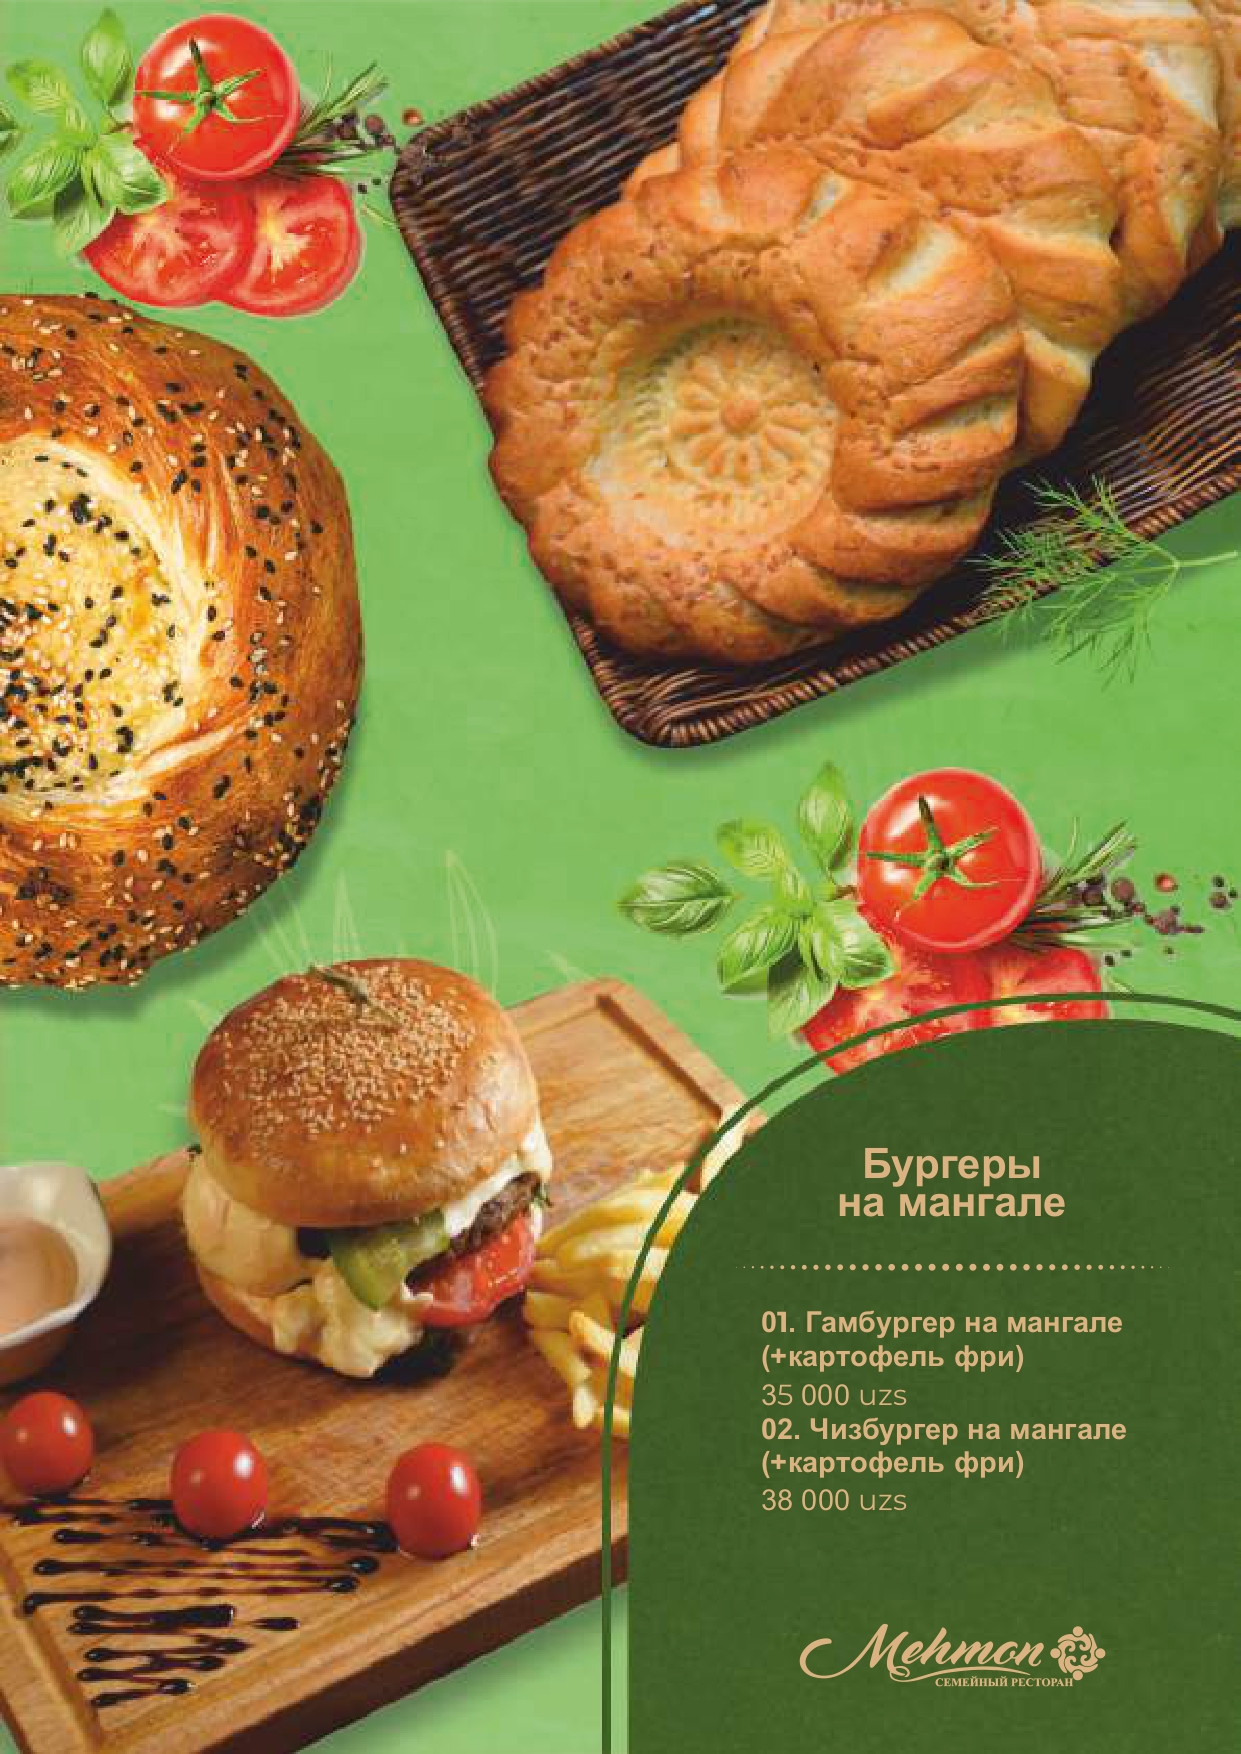 Бургеры
на мангале
01. Гамбургер на мангале
(+картофель фри)
35 000 uzs
02. Чизбургер на мангале
(+картофель фри)
38 000 uzs
Mehmon
СЕМЕЙНЫЙ РЕСТОРАН